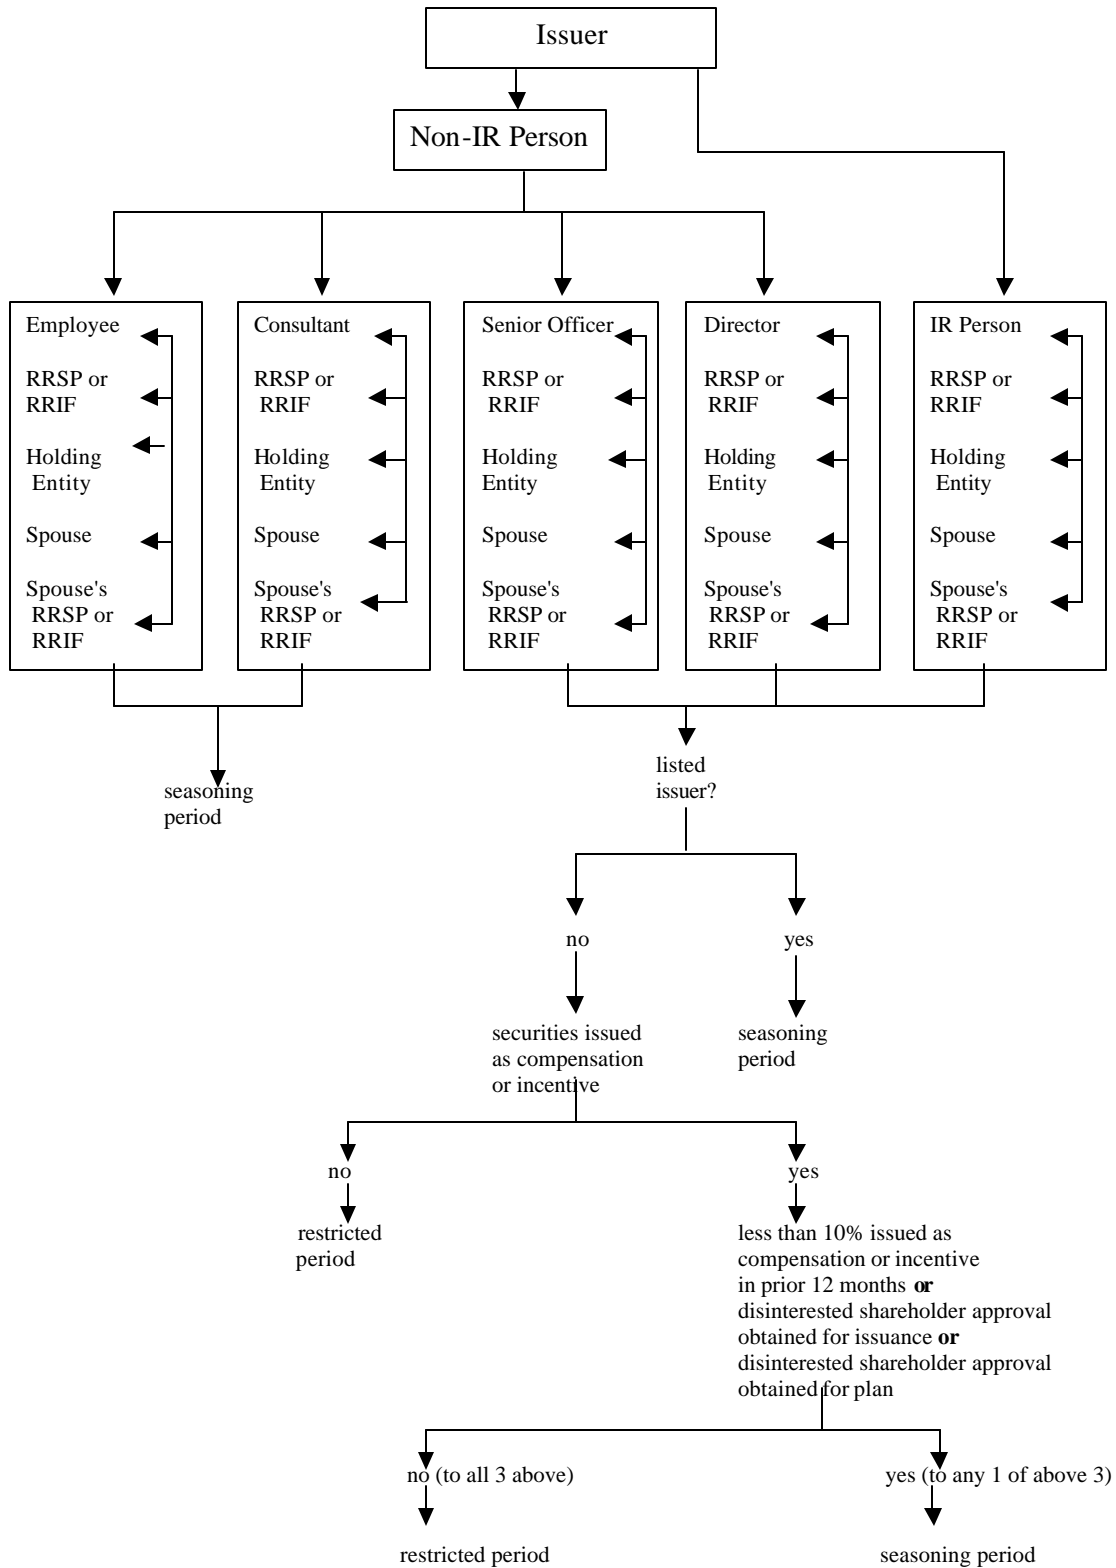 Issuer
Non-IR Person
Employee
RRSP or
RRIF
Holding
Entity
Spouse
Spouse's
RRSP or
RRIF
Consultant
RRSP or
RRIF
Holding
Entity
Spouse
Spouse's
RRSP or
RRIF
Senior Officer
RRSP or
RRIF
Holding
Entity
Spouse
Spouse's
RRSP or
RRIF
Director
RRSP or
RRIF
Holding
Entity
Spouse
Spouse's
RRSP or
RRIF
IR Person
RRSP or
RRIF
Holding
Entity
Spouse
Spouse's
RRSP or
RRIF
seasoning
period
listed
issuer?
no
yes
securities issued
as compensation
or incentive
seasoning
period
no
yes
restricted
period
less than 10% issued as
compensation or incentive
in prior 12 months or
disinterested shareholder approval
obtained for issuance or
disinterested shareholder approval
obtained for plan
no (to all 3 above)
yes (to any 1 of above 3)
restricted period
seasoning period